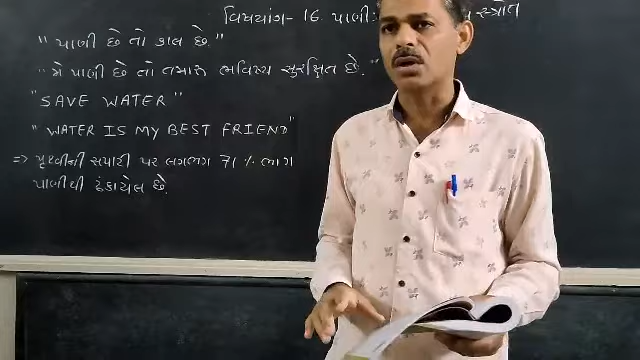 વિષયાંગ- 16 પાણી: સ્ત્રોત
" પાણી છે તો કાલ છે. "
" મે પાણી છે તો તમારુ ભવિષ્ય સુરક્ષિત છે. "
"SAVE WATER"
" WATER IS MY BEST FRIEND"
=> પૃથ્વીની સપાટી પર લગભગ 71 % ભાગ
પાણીથી ઢંકાયેલ છે.